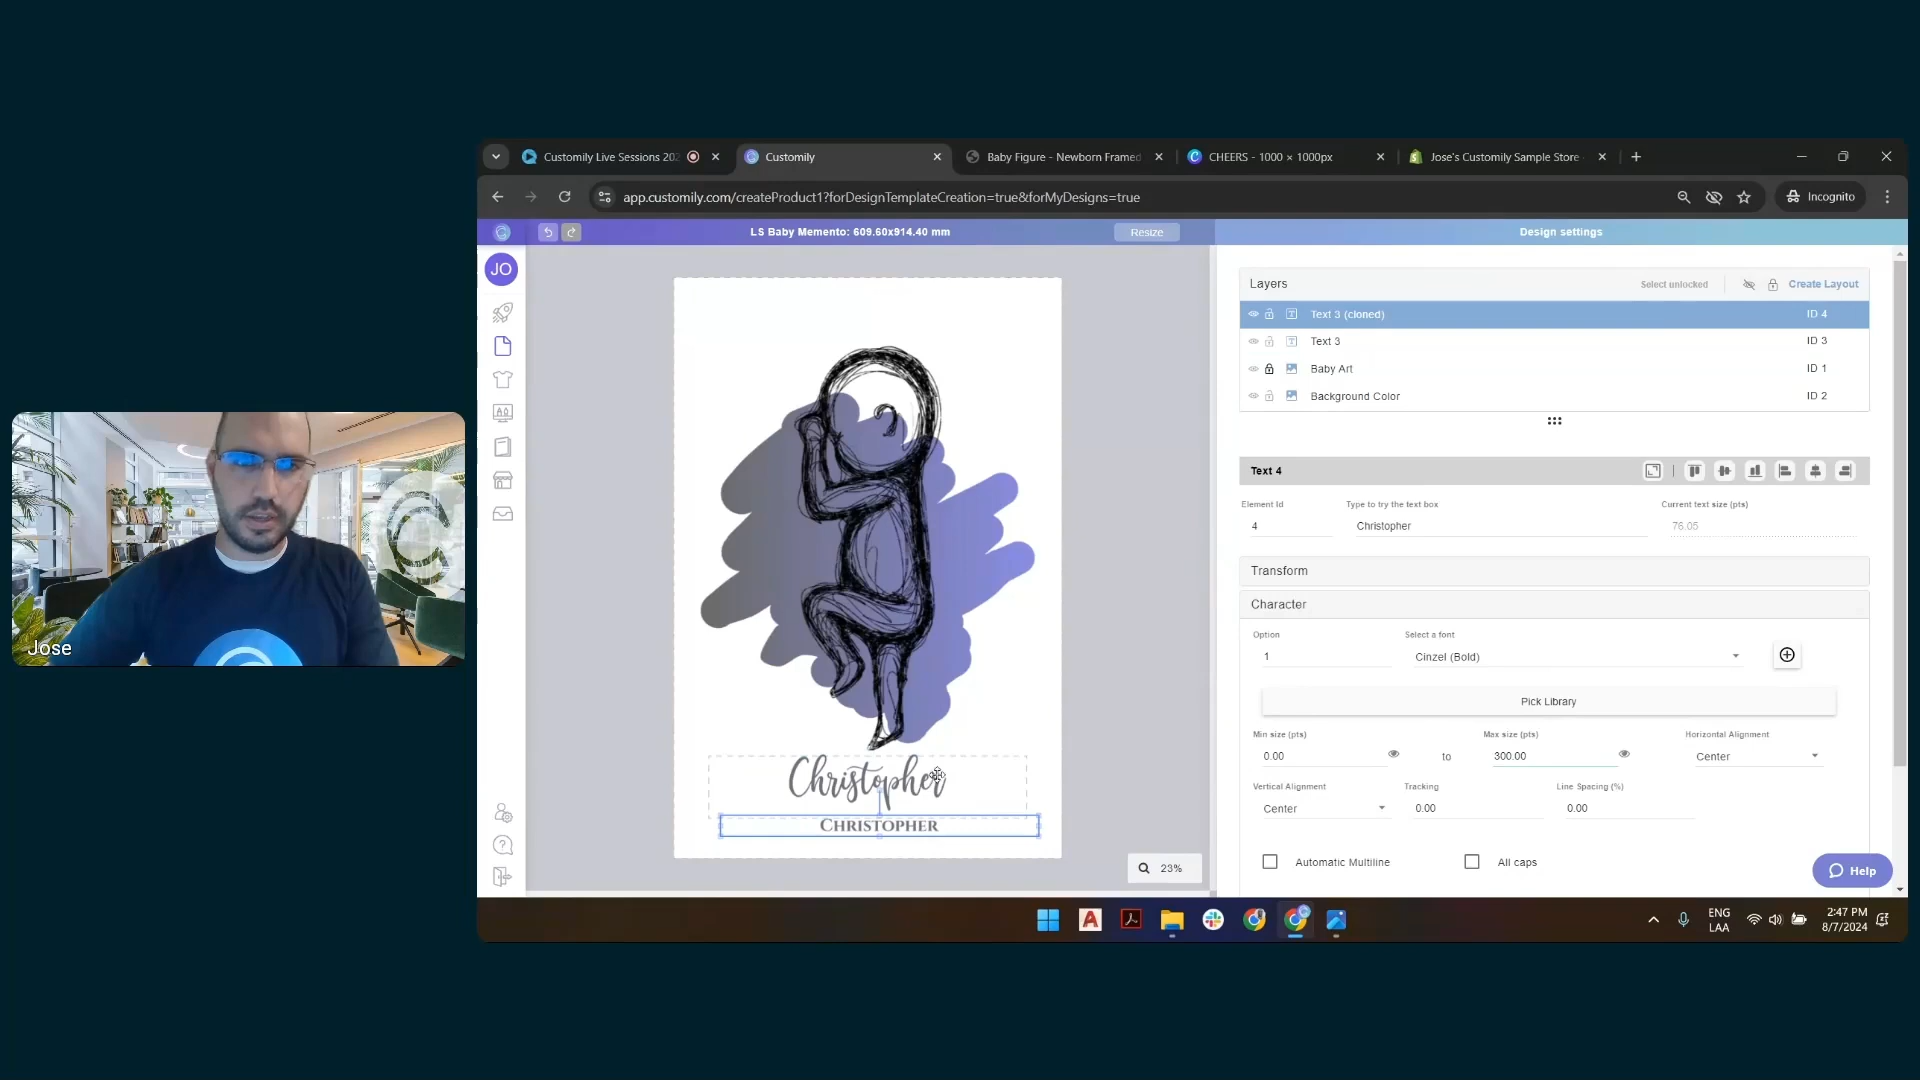 Customily Live Sessions 202
Customily
Baby Figure - Newborn Framed
CHEERS - 1000 × 1000px
Jose's Customily Sample Store
app.customily.com/createProduct1?forDesignTemplateCreation=true&forMyDesigns=true
Incognito
LS Baby Memento: 609.60x914.40 mm
Resize
Design settings
JO
Layers
Select unlocked
Create Layout
Text 3 (cloned)
ID 4
Text 3
ID 3
Baby Art
ID 1
Background Color
ID 2
Text 4
Element Id
Type to try the text box
Current text size (pts)
4
Christopher
76.05
Transform
Character
Option
Select a font
1
Cinzel (Bold)
Pick Library
Min size (pts)
Max size (pts)
Horizontal Alignment
0.00
to
300.00
Center
Vertical Alignment
Tracking
Line Spacing (%)
Center
0.00
0.00
Automatic Multiline
All caps
Help
Christopher
CHRISTOPHER
23%
Jose
ENG
LAA
2:47 PM
8/7/2024